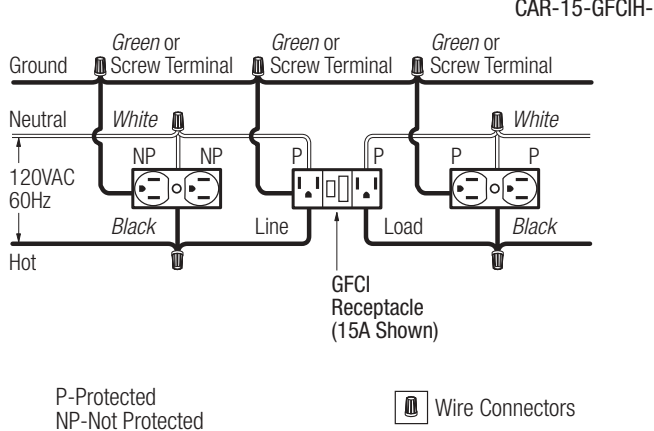 CAR-15-GFCIH-
Green or
Screw Terminal
Green or
Screw Terminal
Green or
Screw Terminal
Ground
Neutral
White
White
NP
NP
P
P
P
P
120VAC
60Hz
Black
Line
Load
Black
Hot
GFCI
Receptacle
(15A Shown)
P-Protected
NP-Not Protected
Wire Connectors